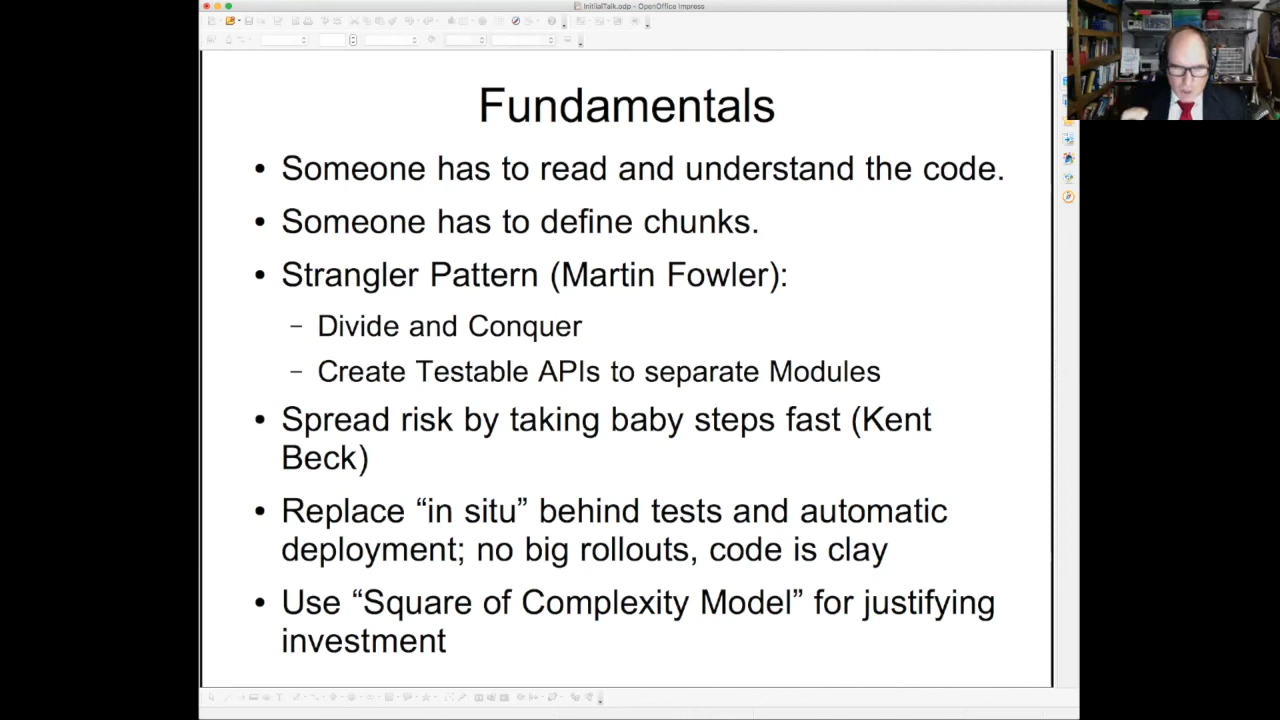 InitialTalk.odp - OpenOffice Impress
Fundamentals
• Someone has to read and understand the code.
• Someone has to define chunks.
• Strangler Pattern (Martin Fowler):
– Divide and Conquer
– Create Testable APIs to separate Modules
• Spread risk by taking baby steps fast (Kent
Beck)
• Replace “in situ” behind tests and automatic
deployment; no big rollouts, code is clay
• Use “Square of Complexity Model” for justifying
investment